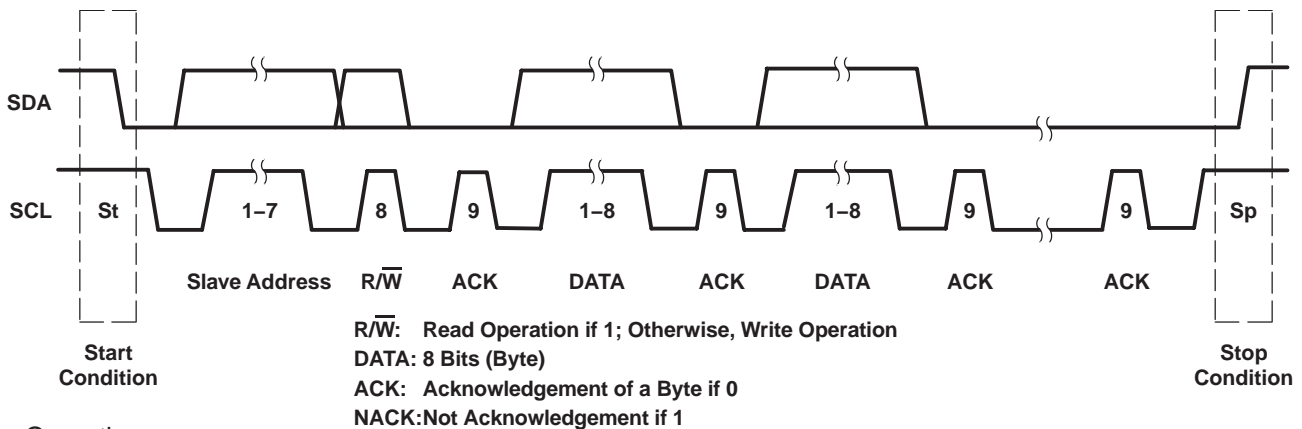 SDA
SCL St 1–7 8 9 1–8 9 1–8 9 9 Sp
Slave Address R/W̅ ACK DATA ACK DATA ACK ACK
Start
Condition
Stop
Condition
R/W̅: Read Operation if 1; Otherwise, Write Operation
DATA: 8 Bits (Byte)
ACK: Acknowledgement of a Byte if 0
NACK:Not Acknowledgement if 1